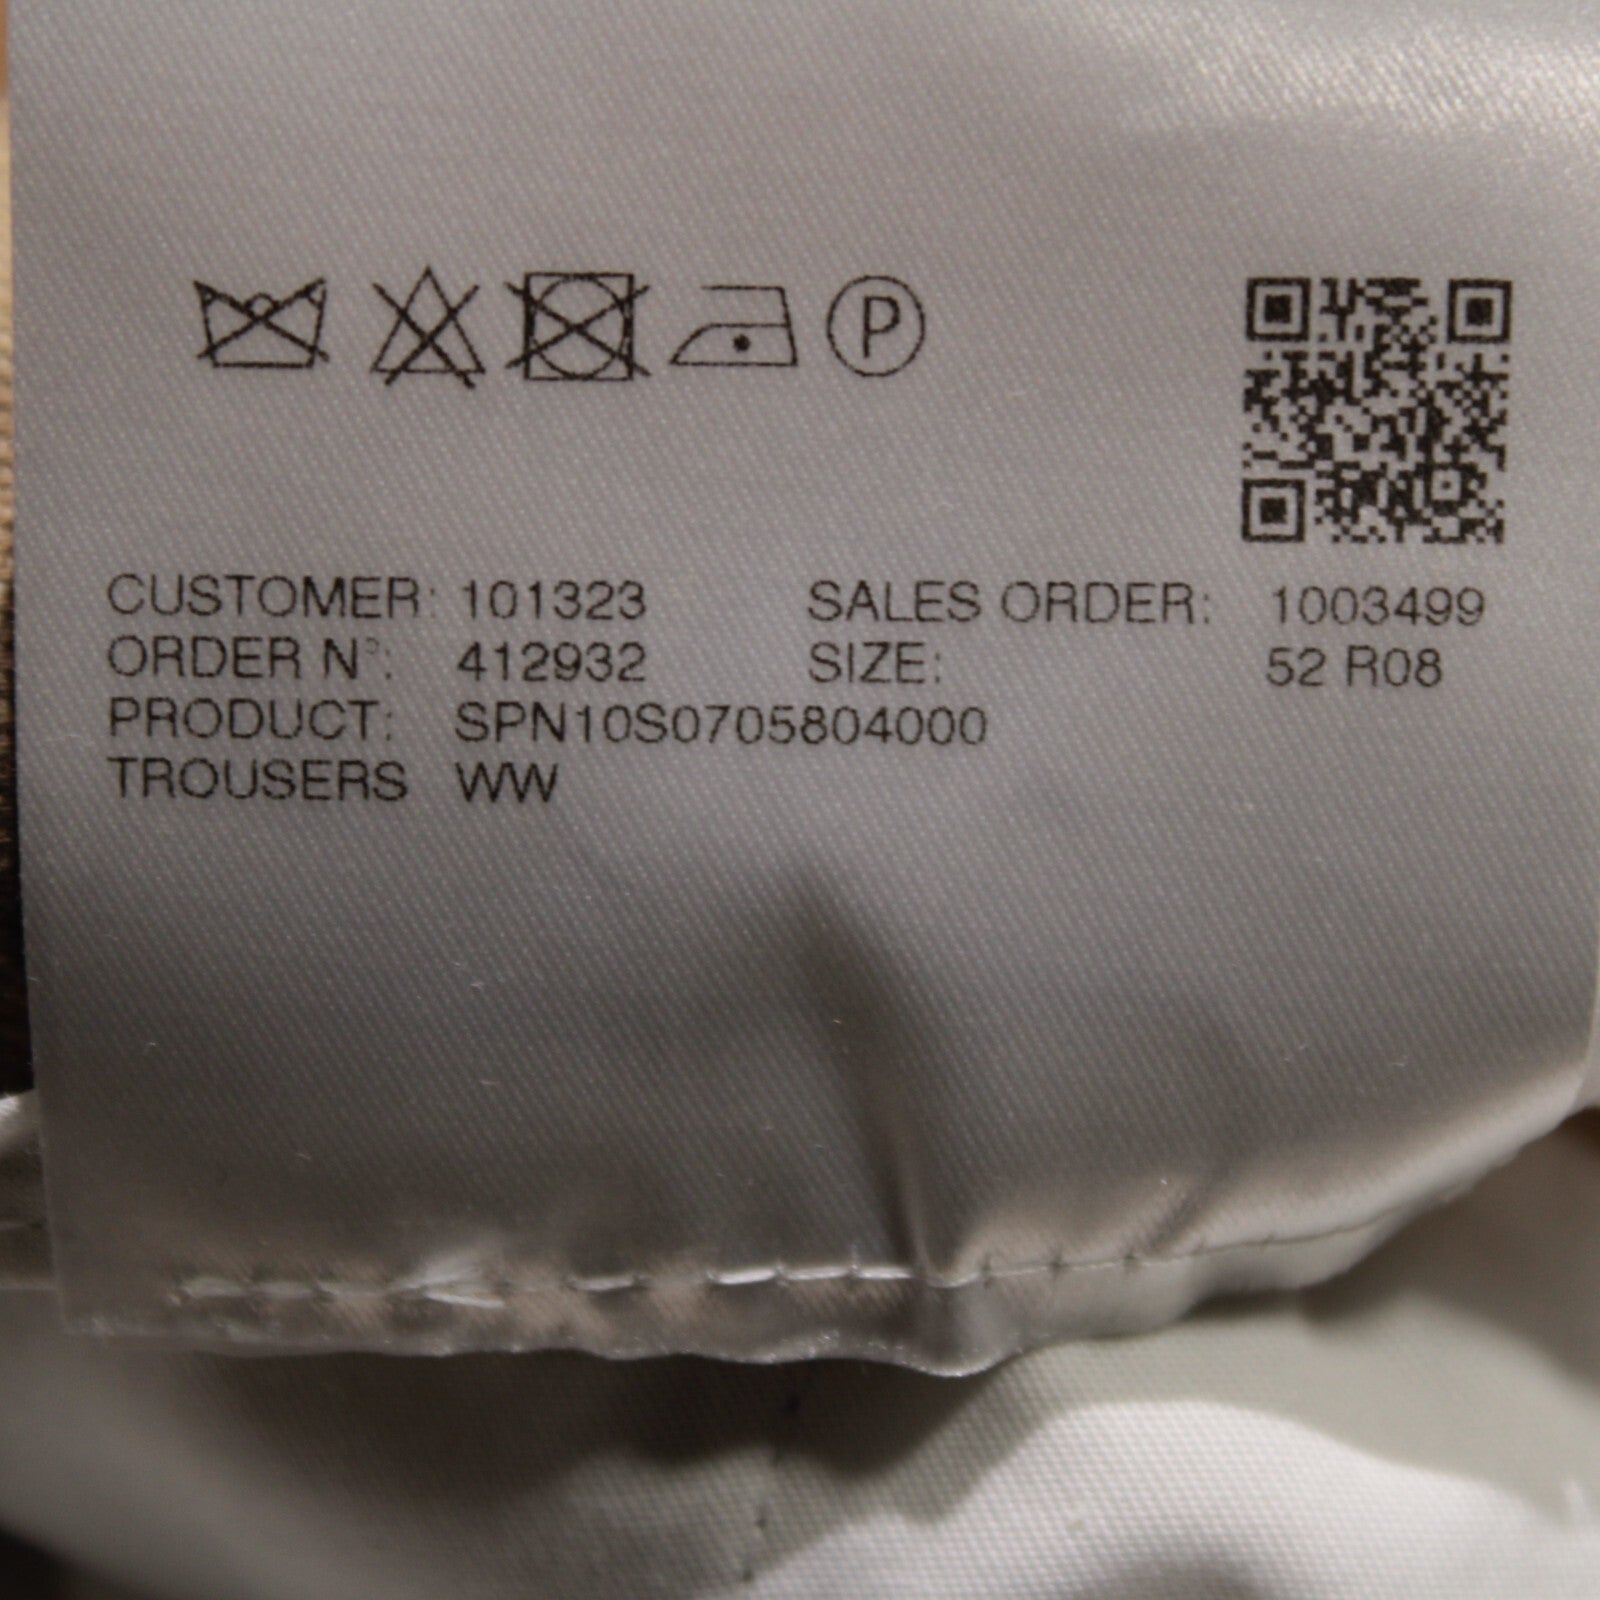 P
CUSTOMER: 101323 SALES ORDER: 1003499
ORDER N°: 412932 SIZE: 52 R08
PRODUCT: SPN10S0705804000
TROUSERS WW